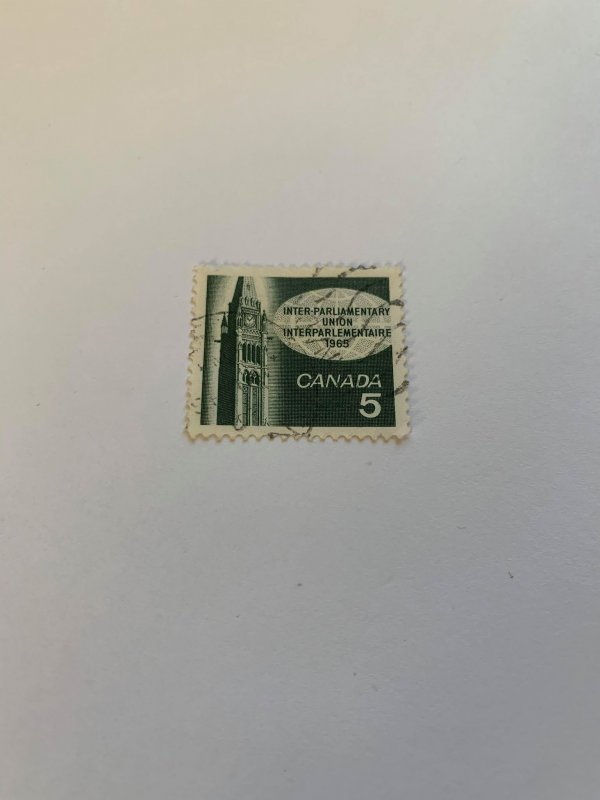 INTER-PARLIAMENTARY
UNION
INTERPARLEMENTAIRE
1965
CANADA
5